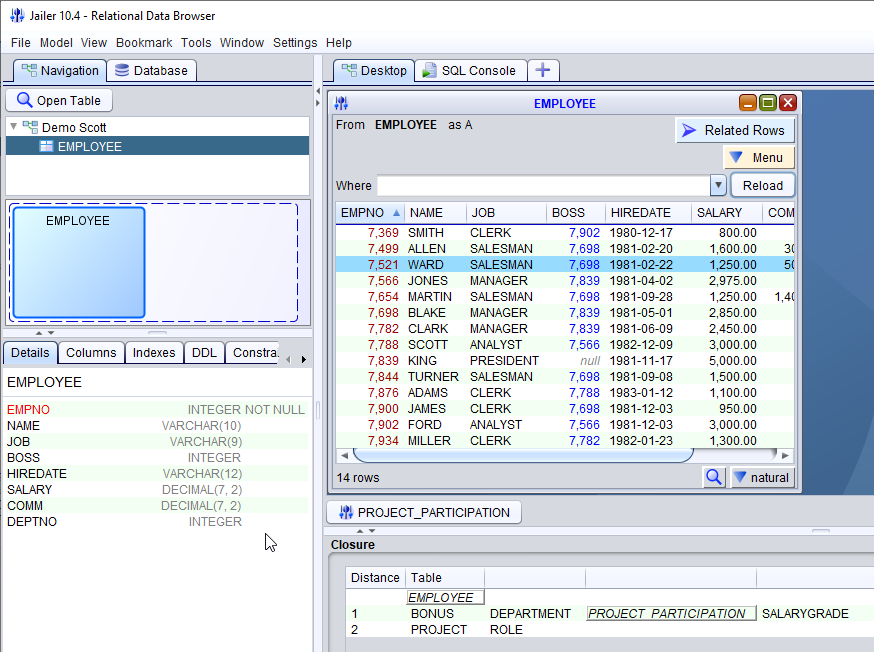 Jailer 10.4 - Relational Data Browser
File Model View Bookmark Tools Window Settings Help
Navigation Database
Open Table
Demo Scott
EMPLOYEE
EMPLOYEE
Details Columns Indexes DDL Constra
EMPLOYEE
EMPNO INTEGER NOT NULL
NAME VARCHAR(10)
JOB VARCHAR(9)
BOSS INTEGER
HIREDATE VARCHAR(12)
SALARY DECIMAL(7, 2)
COMM DECIMAL(7, 2)
DEPTNO INTEGER
Desktop SQL Console
EMPLOYEE
From EMPLOYEE as A
Related Rows
Menu
Where Reload
EMPNO NAME JOB BOSS HIREDATE SALARY COM
7,369 SMITH CLERK 7,902 1980-12-17 800.00
7,499 ALLEN SALESMAN 7,698 1981-02-20 1,600.00 30
7,521 WARD SALESMAN 7,698 1981-02-22 1,250.00 50
7,566 JONES MANAGER 7,839 1981-04-02 2,975.00
7,654 MARTIN SALESMAN 7,698 1981-09-28 1,250.00 1,40
7,698 BLAKE MANAGER 7,839 1981-05-01 2,850.00
7,782 CLARK MANAGER 7,839 1981-06-09 2,450.00
7,788 SCOTT ANALYST 7,566 1982-12-09 3,000.00
7,839 KING PRESIDENT null 1981-11-17 5,000.00
7,844 TURNER SALESMAN 7,698 1981-09-08 1,500.00
7,876 ADAMS CLERK 7,788 1983-01-12 1,100.00
7,900 JAMES CLERK 7,698 1981-12-03 950.00
7,902 FORD ANALYST 7,566 1981-12-03 3,000.00
7,934 MILLER CLERK 7,782 1982-01-23 1,300.00
14 rows natural
PROJECT_PARTICIPATION
Closure
Distance Table
EMPLOYEE
1 BONUS DEPARTMENT PROJECT_PARTICIPATION SALARYGRADE
2 PROJECT ROLE